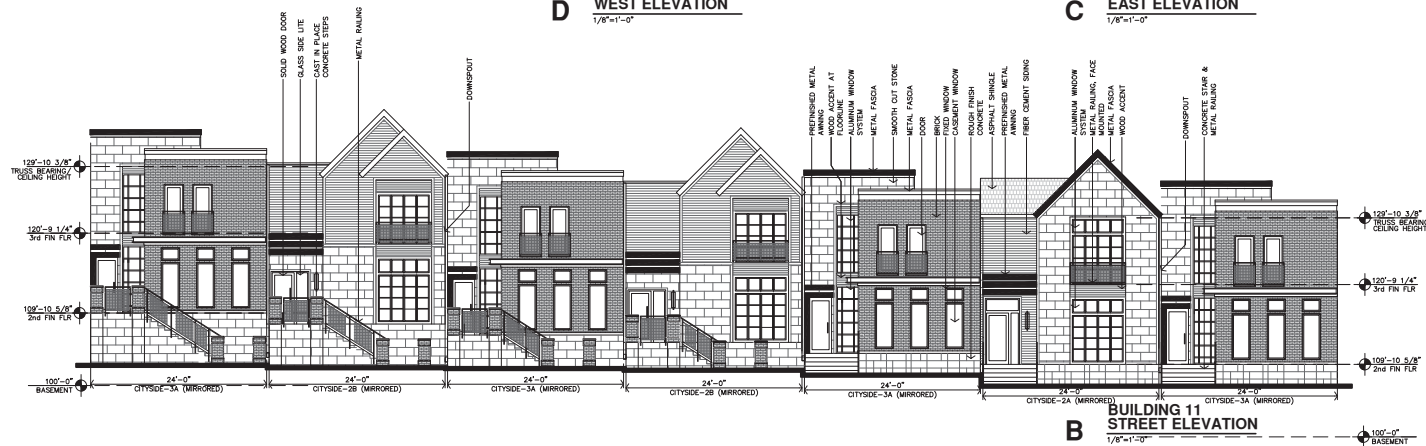 D
WEST ELEVATION
1/8"=1'-0"
C
EAST ELEVATION
1/8"=1'-0"
SOLID WOOD DOOR
GLASS SIDE LITE
CAST IN PLACE
CONCRETE STEPS
METAL RAILING
DOWNSPOUT
PREFINISHED METAL
AWNING
WOOD ACCENT AT
FLOORLINE
ALUMINUM WINDOW
SYSTEM
METAL FASCIA
SMOOTH CUT STONE
METAL FASCIA
DOOR
BRICK
FIXED WINDOW
CASEMENT WINDOW
ROUGH FINISH
CONCRETE
ASPHALT SHINGLE
PREFINISHED METAL
AWNING
FIBER CEMENT SIDING
ALUMINUM WINDOW
SYSTEM
METAL RAILING, FACE
MOUNTED
METAL FASCIA
WOOD ACCENT
DOWNSPOUT
CONCRETE STAIR &
METAL RAILING
129'-10 3/8"
TRUSS BEARING/
CEILING HEIGHT
120'-9 1/4"
3rd FIN FLR
109'-10 5/8"
2nd FIN FLR
100'-0"
BASEMENT
129'-10 3/8"
TRUSS BEARING
CEILING HEIGHT
120'-9 1/4"
3rd FIN FLR
109'-10 5/8"
2nd FIN FLR
100'-0"
BASEMENT
24'-0"
CITYSIDE-3A (MIRRORED)
24'-0"
CITYSIDE-2B (MIRRORED)
24'-0"
CITYSIDE-3A (MIRRORED)
24'-0"
CITYSIDE-2B (MIRRORED)
24'-0"
CITYSIDE-3A (MIRRORED)
24'-0"
CITYSIDE-2A (MIRRORED)
24'-0"
CITYSIDE-3A (MIRRORED)
B
BUILDING 11
STREET ELEVATION
1/8"=1'-0"